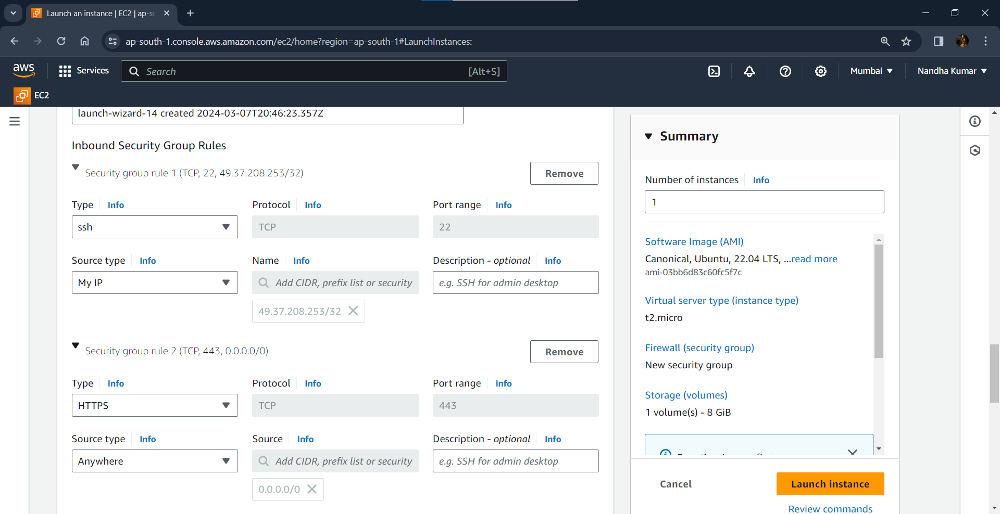 Launch an instance | EC2 | ap-sc
ap-south-1.console.aws.amazon.com/ec2/home?region=ap-south-1#LaunchInstances:
aws
Services
Search
[Alt+S]
Mumbai
Nandha Kumar
EC2
launch-wizard-14 created 2024-03-07T20:46:23.357Z
Inbound Security Group Rules
Security group rule 1 (TCP, 22, 49.37.208.253/32)
Remove
Type Info
Protocol Info
Port range Info
ssh
TCP
22
Source type Info
Name Info
Description - optional Info
My IP
Add CIDR, prefix list or security
e.g. SSH for admin desktop
49.37.208.253/32
Security group rule 2 (TCP, 443, 0.0.0.0/0)
Remove
Type Info
Protocol Info
Port range Info
HTTPS
TCP
443
Source type Info
Source Info
Description - optional Info
Anywhere
Add CIDR, prefix list or security
e.g. SSH for admin desktop
0.0.0.0/0
Summary
Number of instances Info
1
Software Image (AMI)
Canonical, Ubuntu, 22.04 LTS, ...read more
ami-03bb6d83c60fc5f7c
Virtual server type (instance type)
t2.micro
Firewall (security group)
New security group
Storage (volumes)
1 volume(s) - 8 GiB
Cancel
Launch instance
Review commands